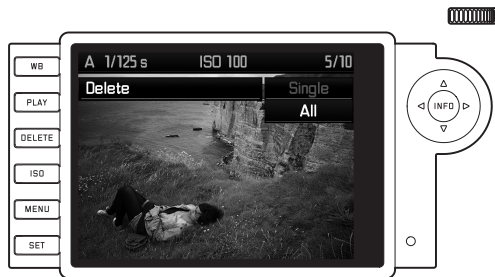 A 1/125 s ISO 100 5/10
Delete Single
All
WB
PLAY
DELETE
ISO
MENU
SET
INFO